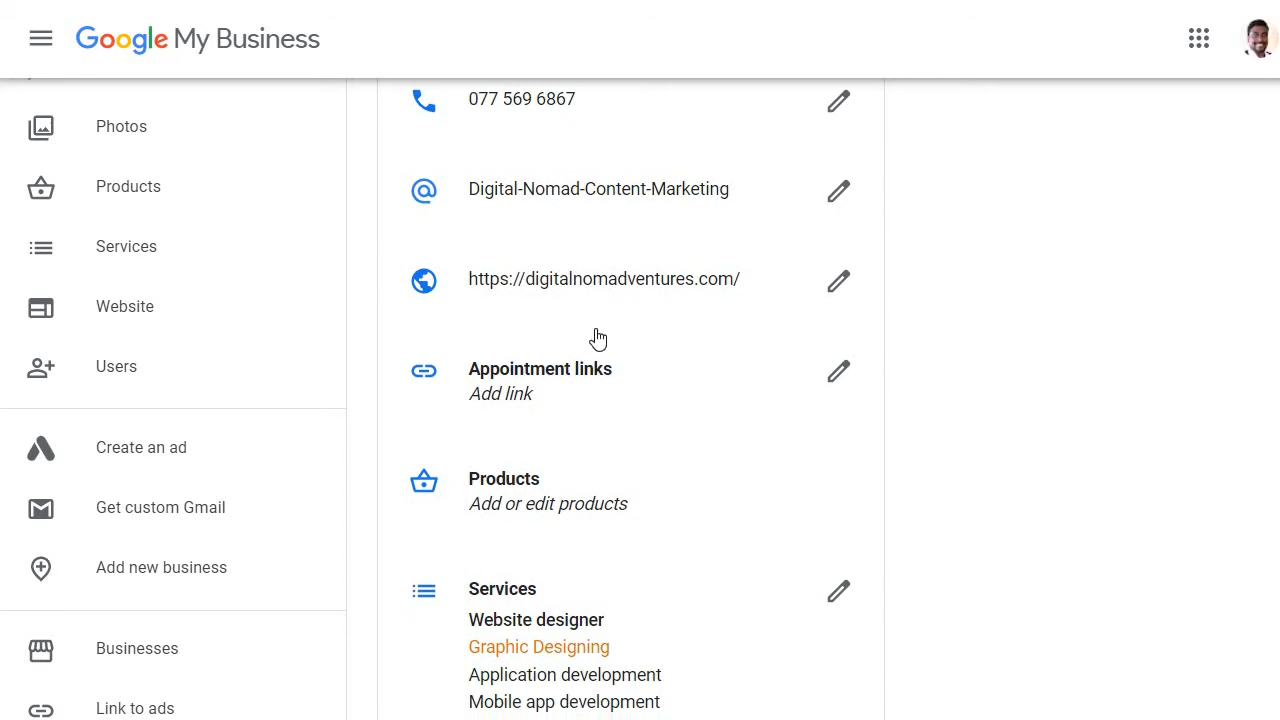 Google My Business
Photos
Products
Services
Website
Users
Create an ad
Get custom Gmail
Add new business
Businesses
Link to ads
077 569 6867
Digital-Nomad-Content-Marketing
https://digitalnomadventures.com/
Appointment links
Add link
Products
Add or edit products
Services
Website designer
Graphic Designing
Application development
Mobile app development